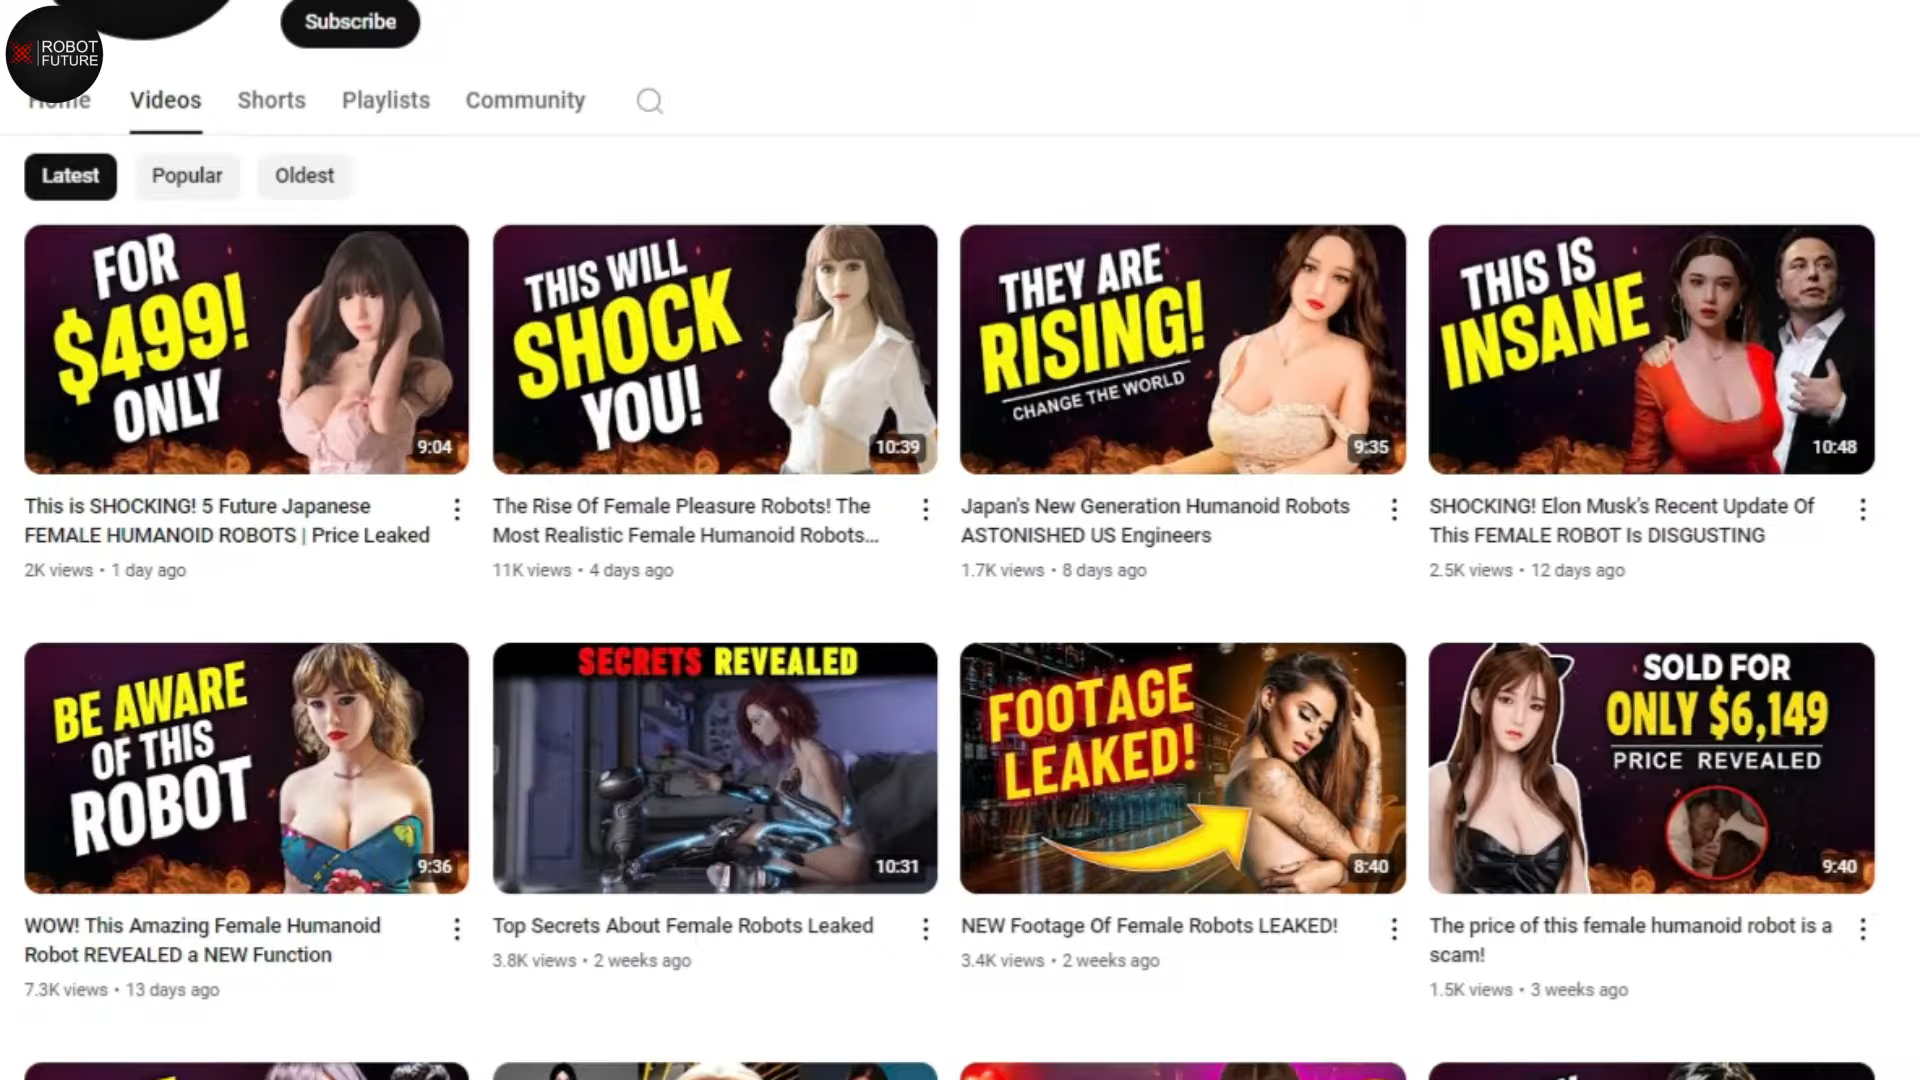 Subscribe
ROBOT
FUTURE
Home
Videos
Shorts
Playlists
Community
Latest
Popular
Oldest
FOR
$499!
ONLY
9:04
THIS WILL
SHOCK
YOU!
10:39
THEY ARE
RISING!
CHANGE THE WORLD
9:35
THIS IS
INSANE
10:48
This is SHOCKING! 5 Future Japanese
FEMALE HUMANOID ROBOTS | Price Leaked
2K views • 1 day ago
The Rise Of Female Pleasure Robots! The
Most Realistic Female Humanoid Robots...
11K views • 4 days ago
Japan's New Generation Humanoid Robots
ASTONISHED US Engineers
1.7K views • 8 days ago
SHOCKING! Elon Musk's Recent Update Of
This FEMALE ROBOT Is DISGUSTING
2.5K views • 12 days ago
BE AWARE
OF THIS
ROBOT
9:36
SECRETS REVEALED
10:31
FOOTAGE
LEAKED!
8:40
SOLD FOR
ONLY $6,149
PRICE REVEALED
9:40
WOW! This Amazing Female Humanoid
Robot REVEALED a NEW Function
7.3K views • 13 days ago
Top Secrets About Female Robots Leaked
3.8K views • 2 weeks ago
NEW Footage Of Female Robots LEAKED!
3.4K views • 2 weeks ago
The price of this female humanoid robot is a
scam!
1.5K views • 3 weeks ago